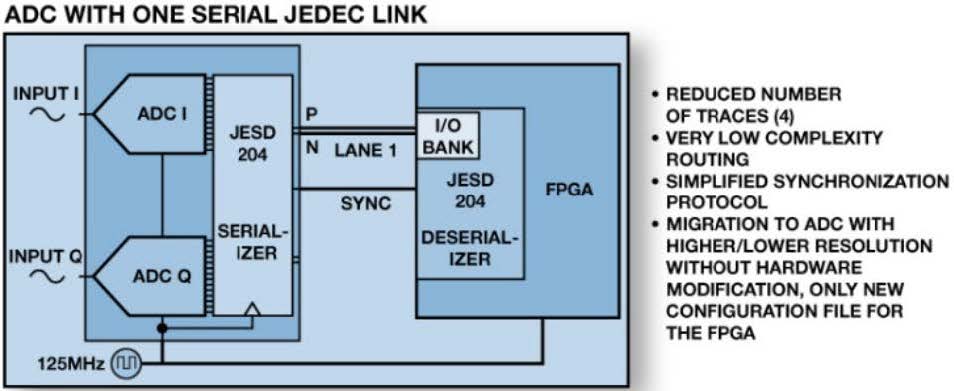 ADC WITH ONE SERIAL JEDEC LINK
INPUT I
ADC I
JESD
204
SERIAL-
IZER
INPUT Q
ADC Q
125MHz
P
N
LANE 1
SYNC
I/O
BANK
JESD
204
DESERIAL-
IZER
FPGA
• REDUCED NUMBER
OF TRACES (4)
• VERY LOW COMPLEXITY
ROUTING
• SIMPLIFIED SYNCHRONIZATION
PROTOCOL
• MIGRATION TO ADC WITH
HIGHER/LOWER RESOLUTION
WITHOUT HARDWARE
MODIFICATION, ONLY NEW
CONFIGURATION FILE FOR
THE FPGA